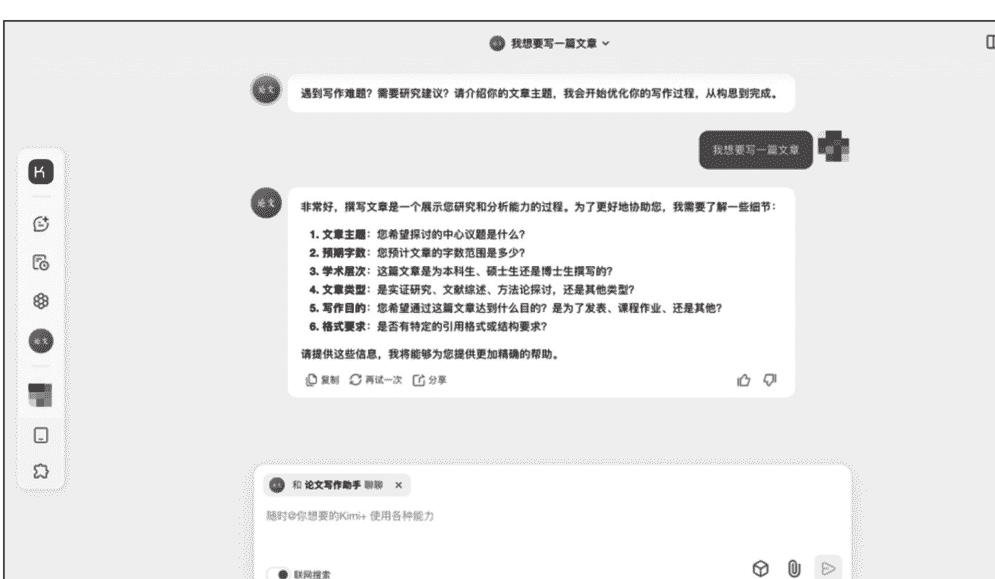 我想要写一篇文章
论文
遇到写作难题？需要研究建议？请介绍你的文章主题，我会开始优化你的写作过程，从构思到完成。
我想要写一篇文章
K
论文
非常好，撰写文章是一个展示您研究和分析能力的过程。为了更好地协助您，我需要了解一些细节：
1. 文章主题：您希望探讨的中心议题是什么？
2. 预期字数：您预计文章的字数范围是多少？
3. 学术层次：这篇文章是为本科生、硕士生还是博士生撰写的？
4. 文章类型：是实证研究、文献综述、方法论探讨，还是其他类型？
5. 写作目的：您希望通过这篇文章达到什么目的？是为了发表、课程作业、还是其他？
6. 格式要求：是否有特定的引用格式或结构要求？
论文
请提供这些信息，我将能够为您提供更加精确的帮助。
复制 再试一次 分享
和 论文写作助手 聊聊 ×
随时@你想要的Kimi+ 使用各种能力
联网搜索